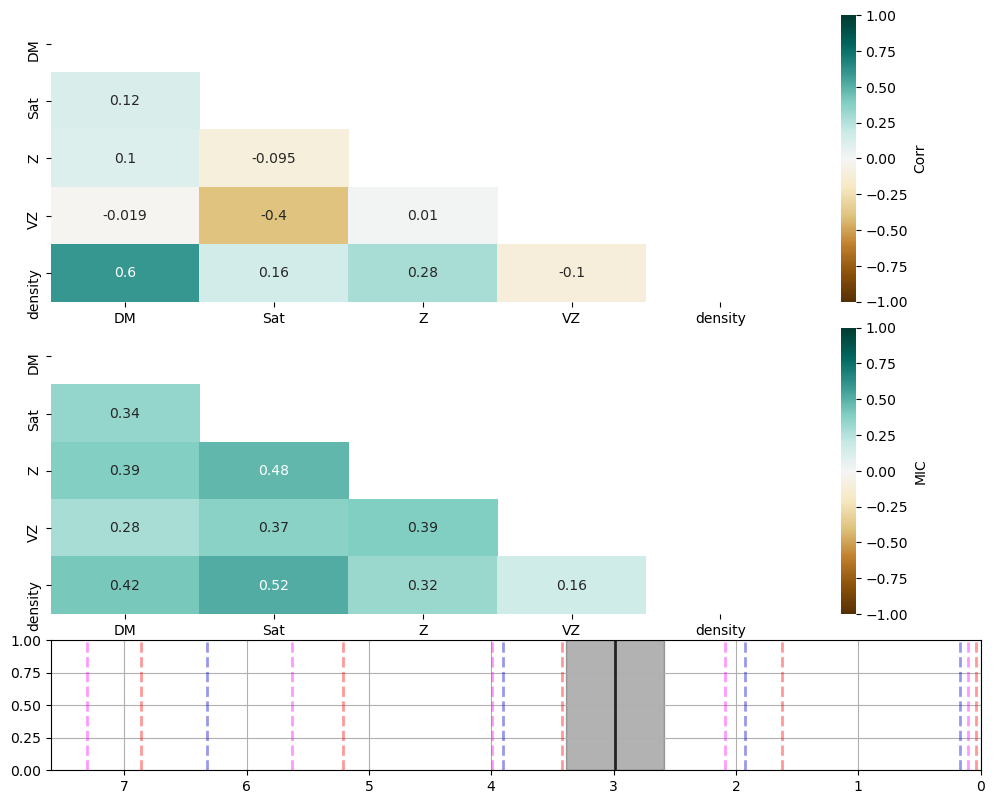 DM
Sat
Z
VZ
density
0.12
0.1 -0.095
-0.019 -0.4 0.01
0.6 0.16 0.28 -0.1
DM Sat Z VZ density
1.00
0.75
0.50
0.25
0.00
−0.25
−0.50
−0.75
−1.00
Corr
DM
Sat
Z
VZ
density
0.34
0.39 0.48
0.28 0.37 0.39
0.42 0.52 0.32 0.16
DM Sat Z VZ density
1.00
0.75
0.50
0.25
0.00
−0.25
−0.50
−0.75
−1.00
MIC
1.00
0.75
0.50
0.25
0.00
7 6 5 4 3 2 1 0